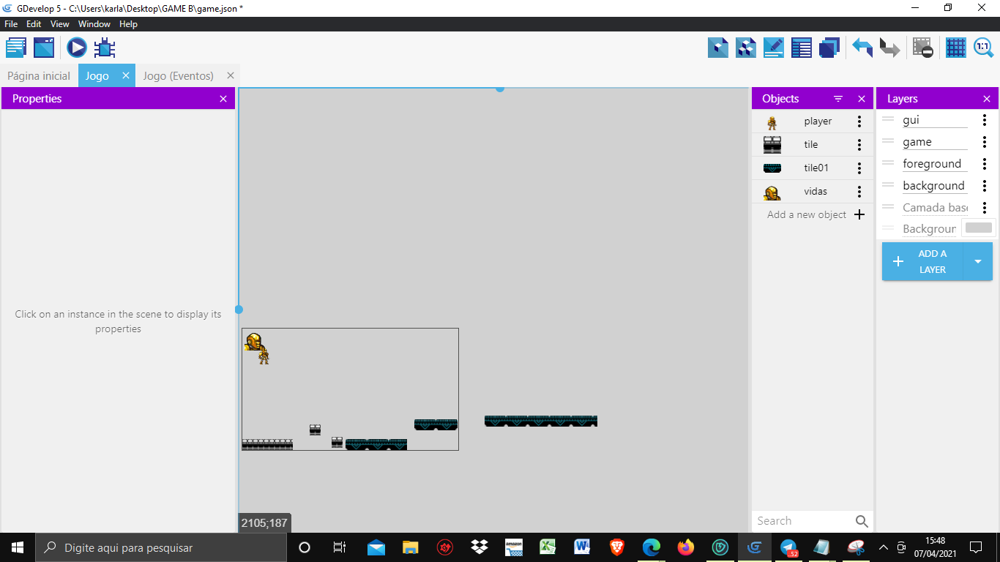 GDevelop 5 - C:\Users\karla\Desktop\GAME B\game.json *
File Edit View Window Help
1:1
Página inicial Jogo Jogo (Eventos)
Properties
Click on an instance in the scene to display its
properties
2105;187
Objects
player
tile
tile01
vidas
Add a new object
Search
Layers
gui
game
foreground
background
Camada base
Backgroun
ADD A
LAYER
Digite aqui para pesquisar
amazon
.52
15:48
07/04/2021